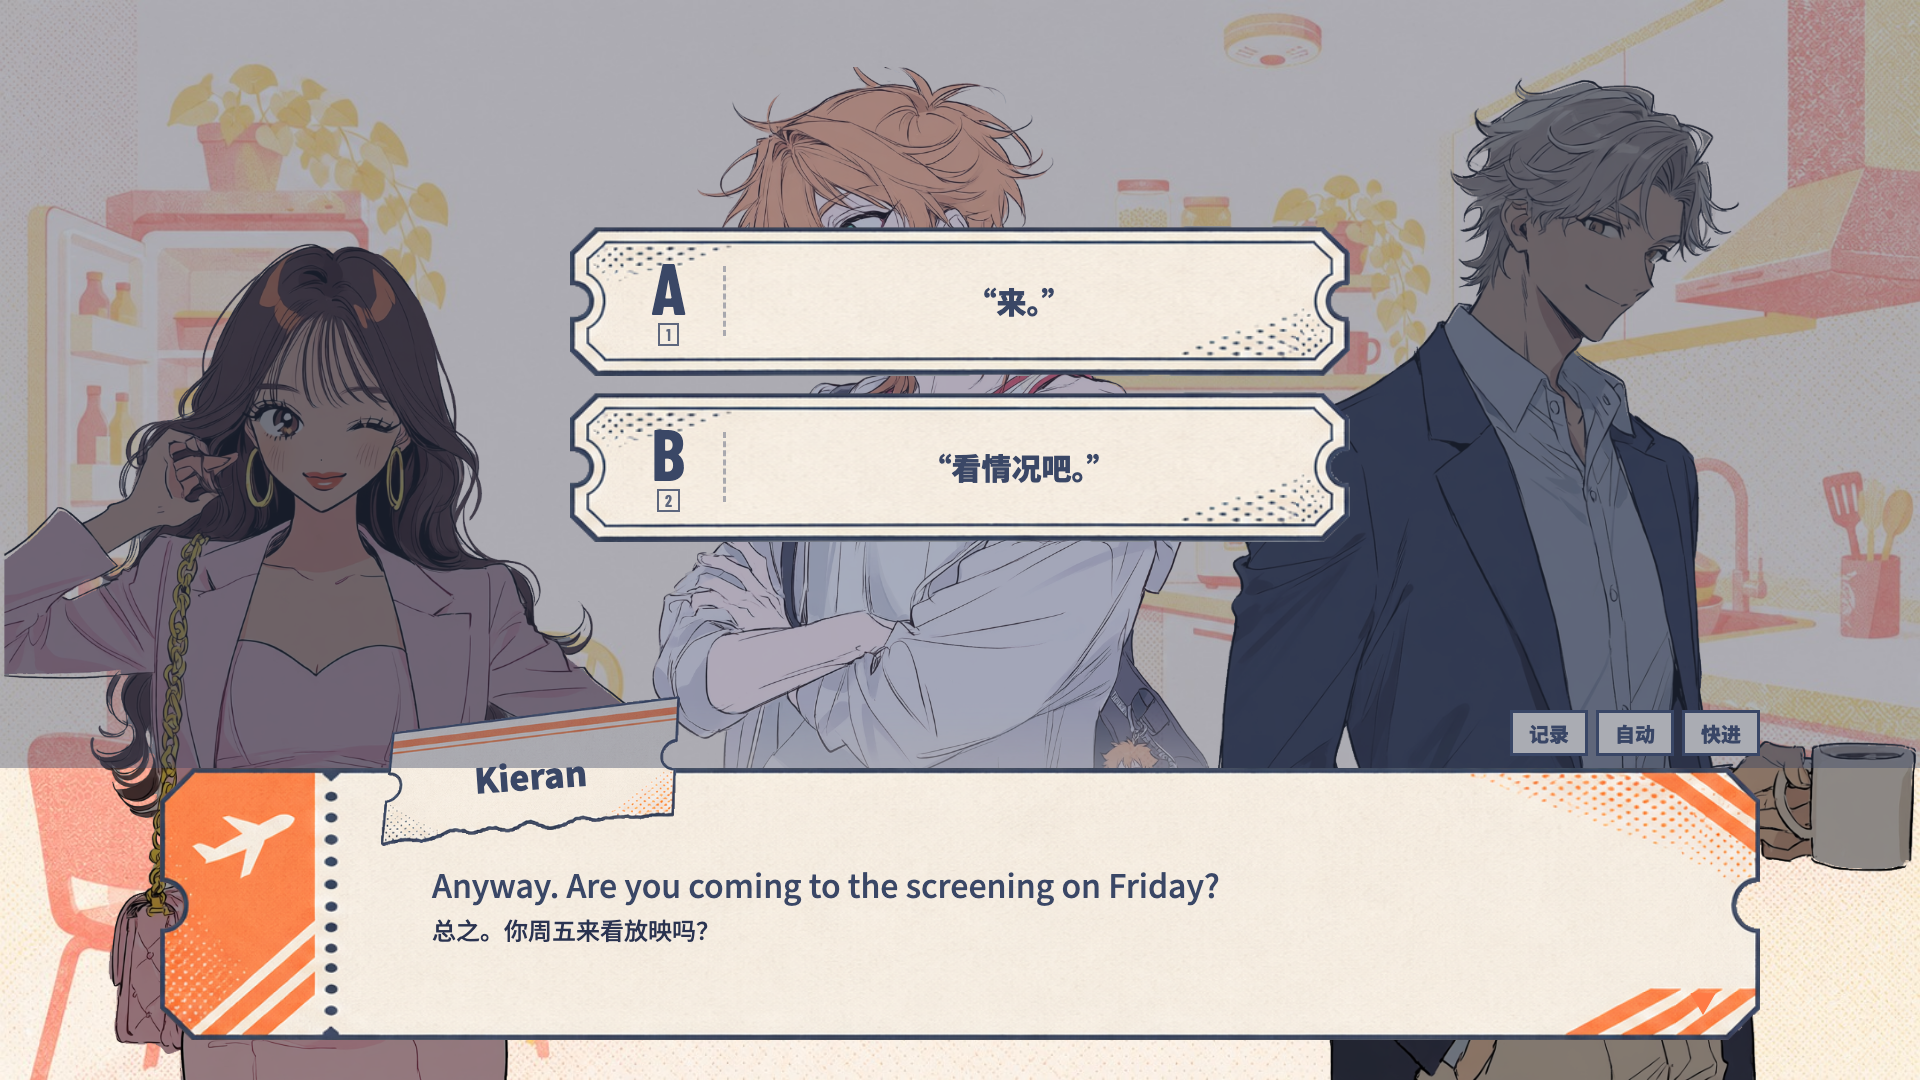 A
1
“来。”
B
2
“看情况吧。”
记录
自动
快进
Kieran
Anyway. Are you coming to the screening on Friday?
总之。你周五来看放映吗？